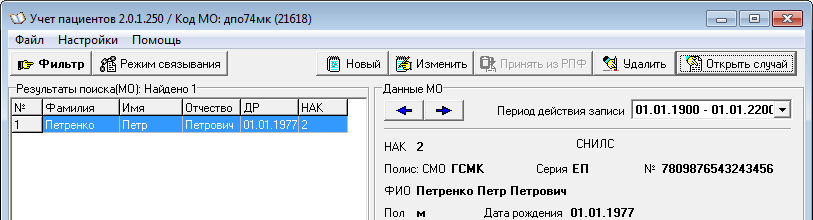 Учет пациентов 2.0.1.250 / Код МО: дпо74мк (21618)
Файл Настройки Помощь
Фильтр Режим связывания Новый Изменить Принять из РПФ Удалить Открыть случай
Результаты поиска(МО): Найдено 1
№ Фамилия Имя Отчество ДР НАК
1 Петренко Петр Петрович 01.01.1977 2
Данные МО
Период действия записи 01.01.1900 - 01.01.2200
НАК 2 СНИЛС
Полис: СМО ГСМК Серия ЕП № 7809876543243456
ФИО Петренко Петр Петрович
Пол м Дата рождения 01.01.1977